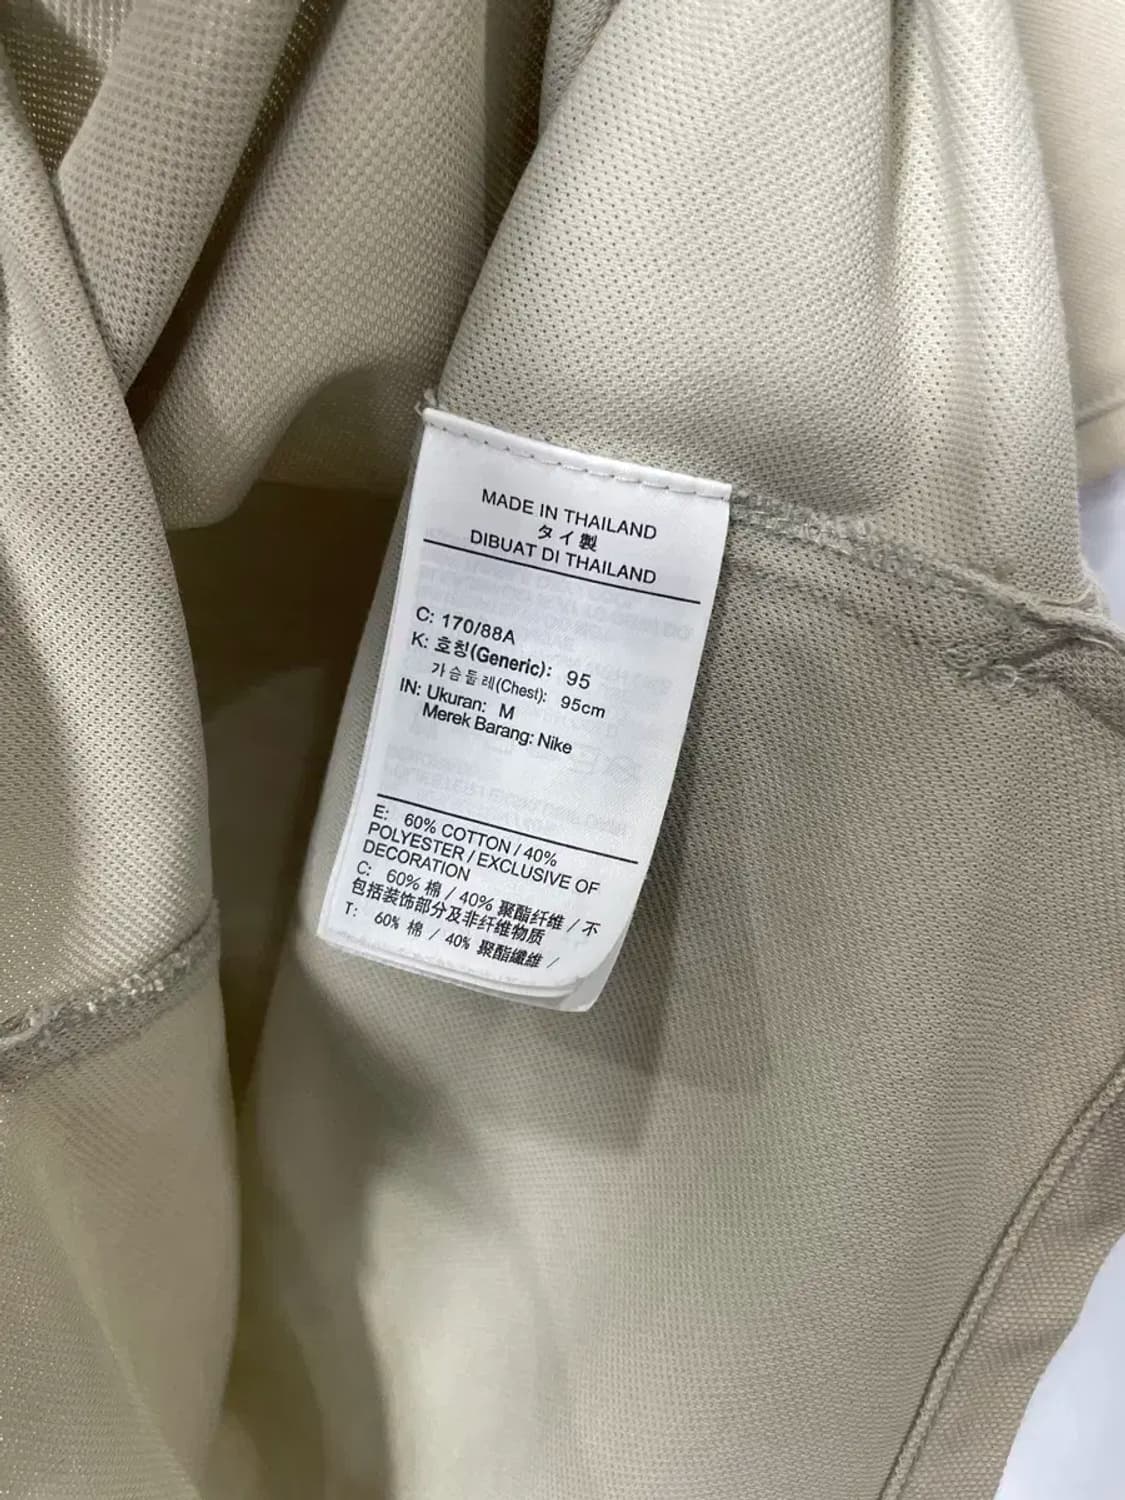 MADE IN THAILAND
タイ製
DIBUAT DI THAILAND
C: 170/88A
K: 호칭(Generic): 95
가슴둘레(Chest): 95cm
IN: Ukuran: M
Merek Barang: Nike
E: 60% COTTON / 40%
POLYESTER / EXCLUSIVE OF
DECORATION
C: 60% 棉 / 40% 聚酯纤维 / 不
包括装饰部分及非纤维物质
T: 60% 棉 / 40% 聚酯纖維 /